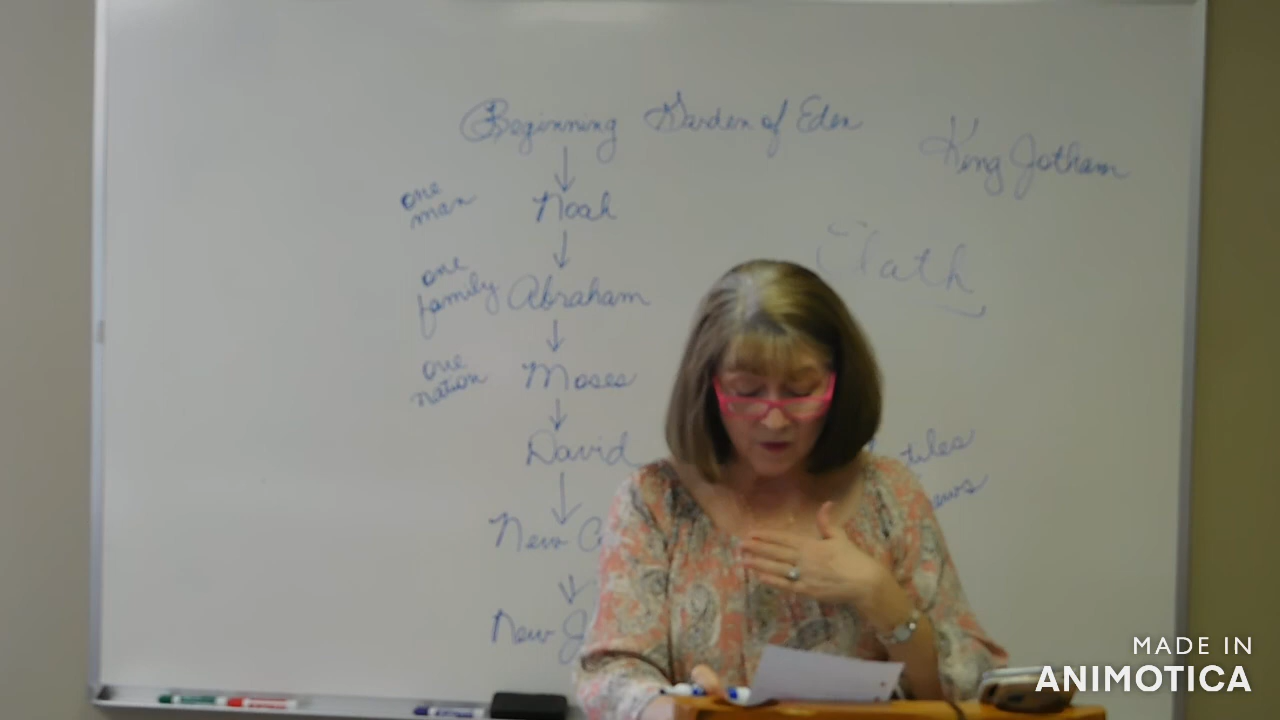 Beginning Garden of Eden
King Jotham
one
man
Noah
one
family
Abraham
one
nation
Moses
David
New
New
MADE IN
ANIMOTICA